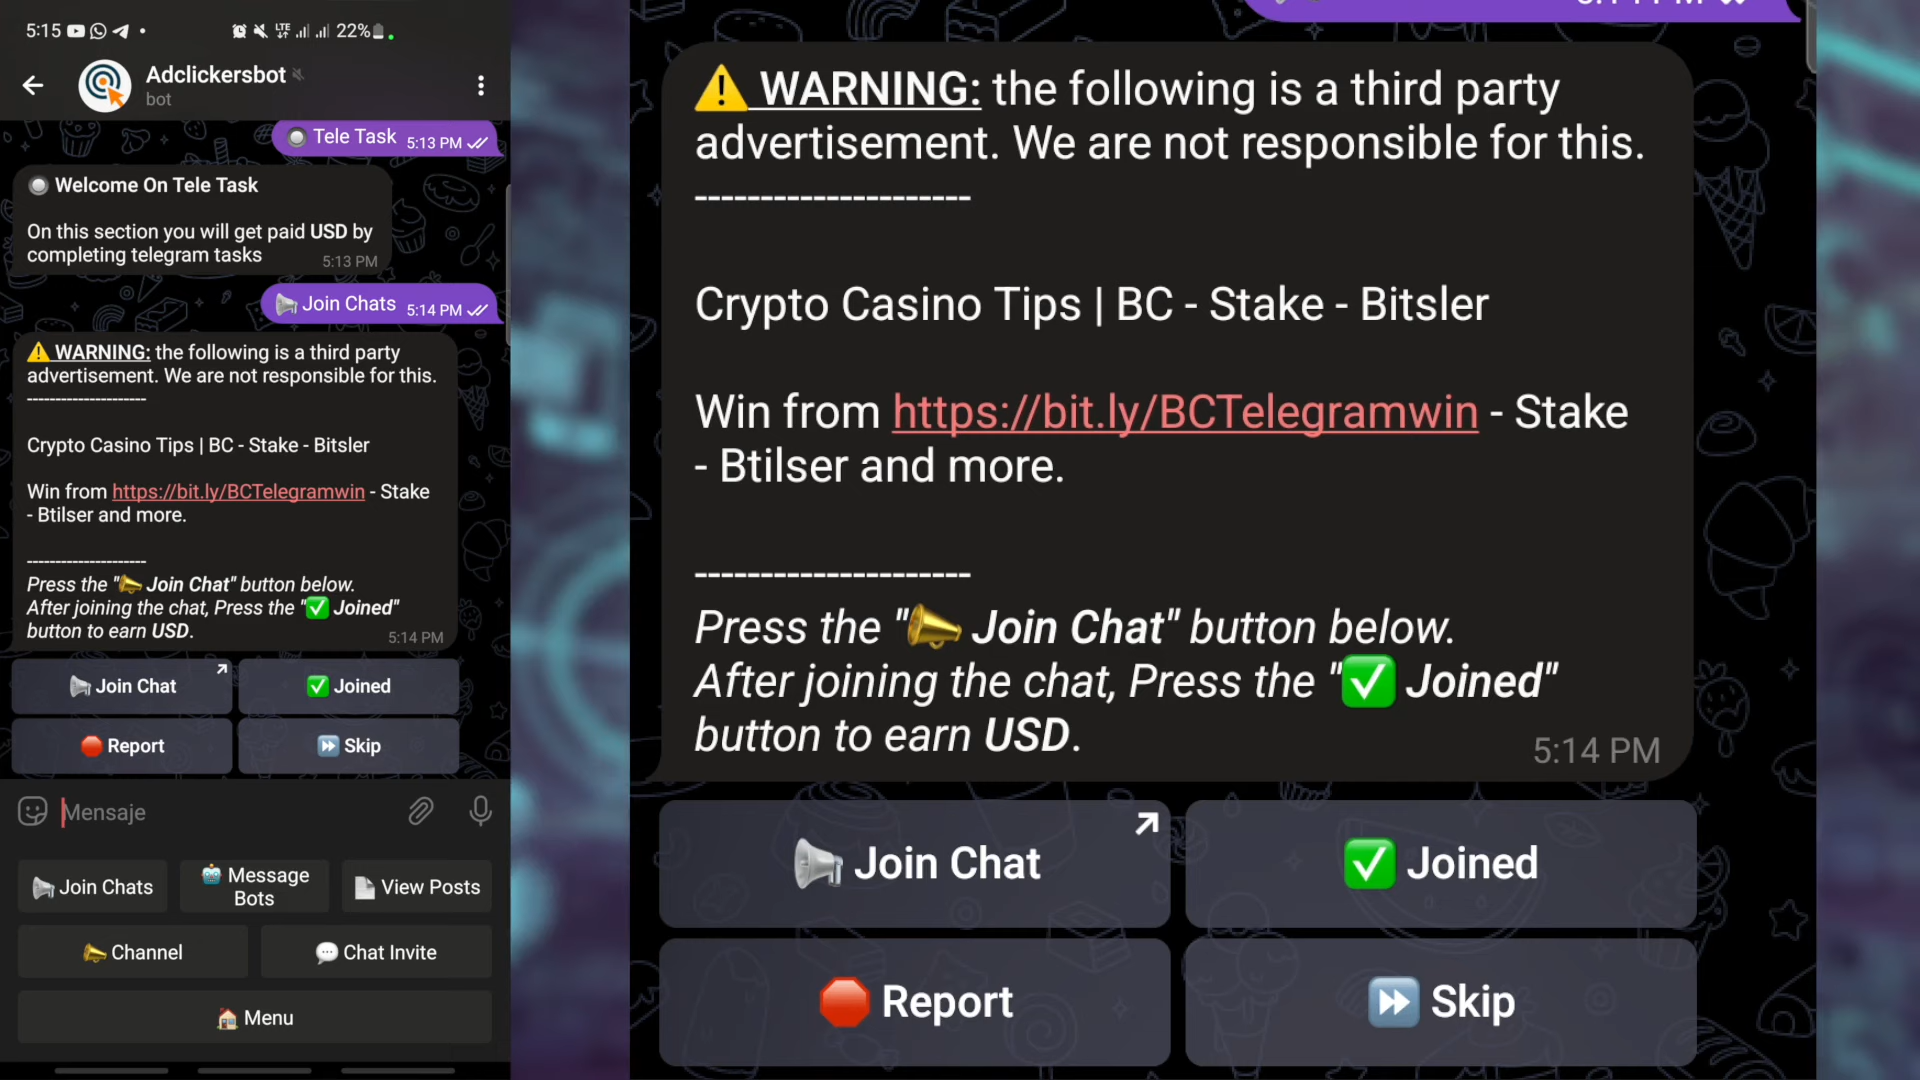 5:15
LTE
22%
Adclickersbot
bot
Tele Task 5:13 PM
Welcome On Tele Task
On this section you will get paid USD by
completing telegram tasks
5:13 PM
Join Chats 5:14 PM
⚠️ WARNING: the following is a third party
advertisement. We are not responsible for this.
---------------------
Crypto Casino Tips | BC - Stake - Bitsler
Win from https://bit.ly/BCTelegramwin - Stake
- Btilser and more.
---------------------
Press the "📣 Join Chat" button below.
After joining the chat, Press the "✅ Joined"
button to earn USD.
5:14 PM
Join Chat
✅ Joined
Report
Skip
Mensaje
Join Chats
Message
Bots
View Posts
Channel
Chat Invite
Menu
⚠️ WARNING: the following is a third party
advertisement. We are not responsible for this.
---------------------
Crypto Casino Tips | BC - Stake - Bitsler
Win from https://bit.ly/BCTelegramwin - Stake
- Btilser and more.
---------------------
Press the "📣 Join Chat" button below.
After joining the chat, Press the "✅ Joined"
button to earn USD.
5:14 PM
Join Chat
✅ Joined
Report
Skip